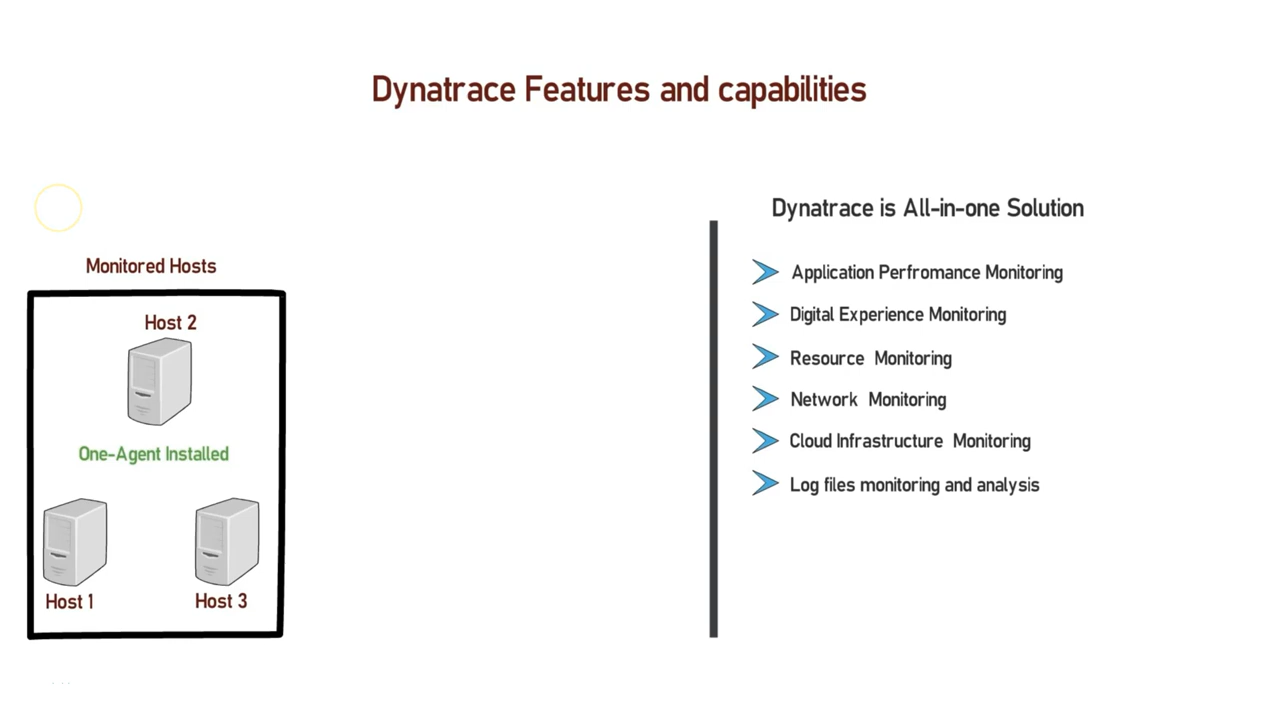 Dynatrace Features and capabilities
Monitored Hosts
Host 2
One-Agent Installed
Host 1
Host 3
Dynatrace is All-in-one Solution
Application Perfromance Monitoring
Digital Experience Monitoring
Resource Monitoring
Network Monitoring
Cloud Infrastructure Monitoring
Log files monitoring and analysis